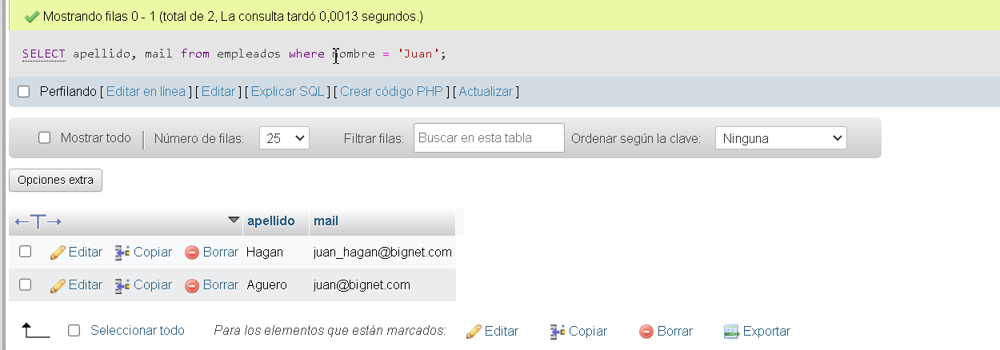 Mostrando filas 0 - 1 (total de 2, La consulta tardó 0,0013 segundos.)
SELECT apellido, mail from empleados where nombre = 'Juan';
Perfilando [ Editar en línea ] [ Editar ] [ Explicar SQL ] [ Crear código PHP ] [ Actualizar ]
Mostrar todo | Número de filas: 25 Filtrar filas: Buscar en esta tabla Ordenar según la clave: Ninguna
Opciones extra
←T→ apellido mail
Editar Copiar Borrar Hagan juan_hagan@bignet.com
Editar Copiar Borrar Aguero juan@bignet.com
Seleccionar todo Para los elementos que están marcados: Editar Copiar Borrar Exportar